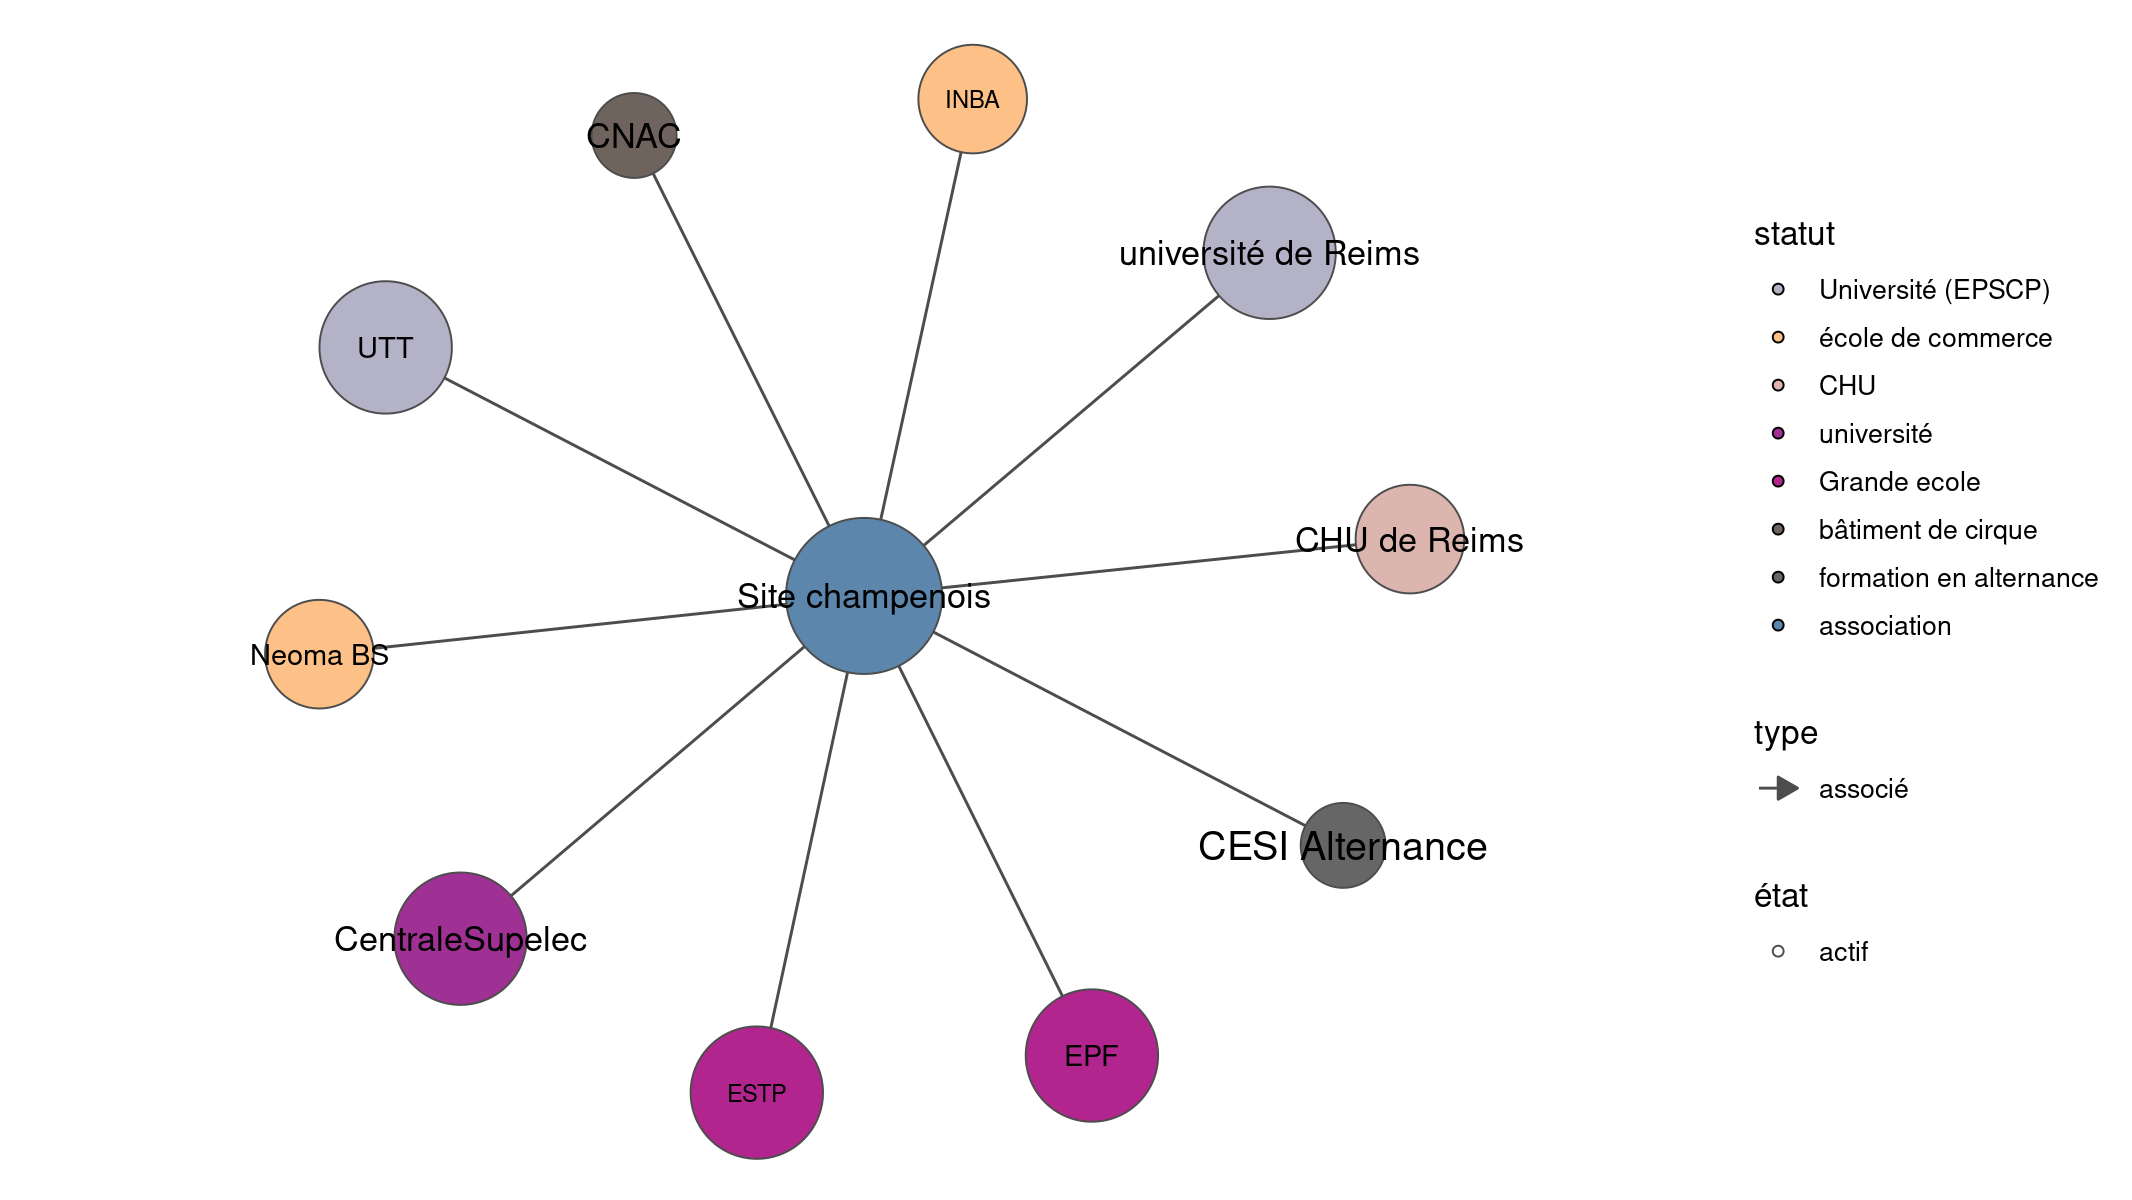 INBA
CNAC
université de Reims
UTT
CHU de Reims
Site champenois
Neoma BS
CESI Alternance
CentraleSupelec
EPF
ESTP
statut
Université (EPSCP)
école de commerce
CHU
université
Grande ecole
bâtiment de cirque
formation en alternance
association
type
associé
état
actif